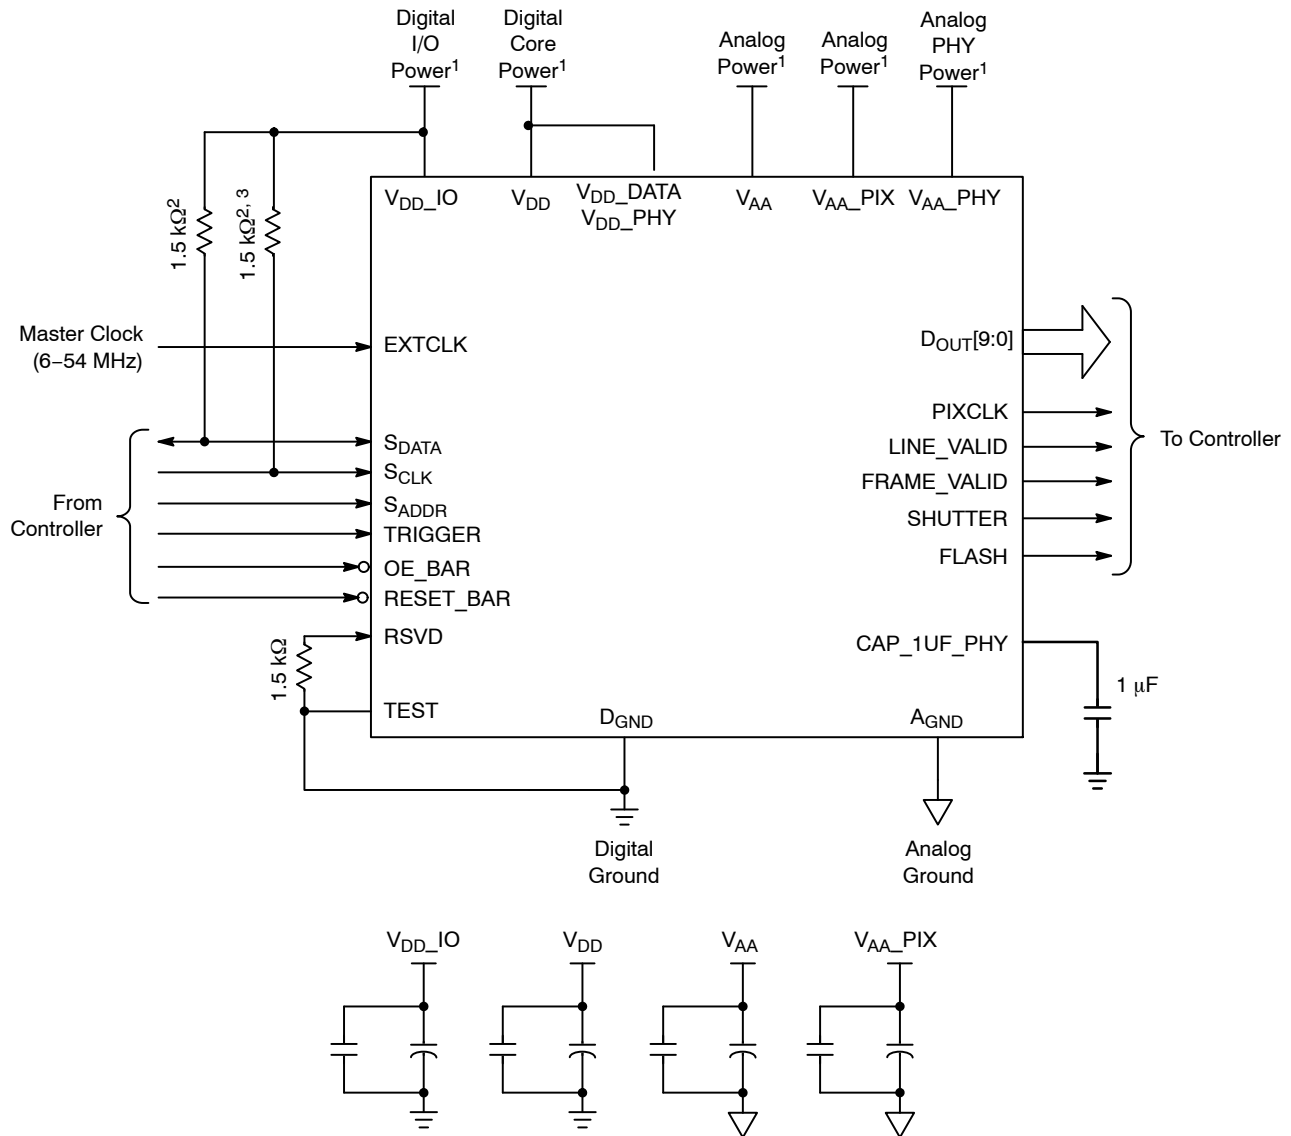 Digital
I/O
Power1
Digital
Core
Power1
Analog
Power1
Analog
Power1
Analog
PHY
Power1
VDD_IO
VDD
VDD_DATA
VDD_PHY
VAA
VAA_PIX
VAA_PHY
1.5 kΩ2
1.5 kΩ2, 3
Master Clock
(6–54 MHz)
EXTCLK
From
Controller
SDATA
SCLK
SADDR
TRIGGER
OE_BAR
RESET_BAR
RSVD
1.5 kΩ
TEST
DOUT[9:0]
PIXCLK
LINE_VALID
FRAME_VALID
SHUTTER
FLASH
To Controller
CAP_1UF_PHY
1 μF
DGND
AGND
Digital
Ground
Analog
Ground
VDD_IO
VDD
VAA
VAA_PIX